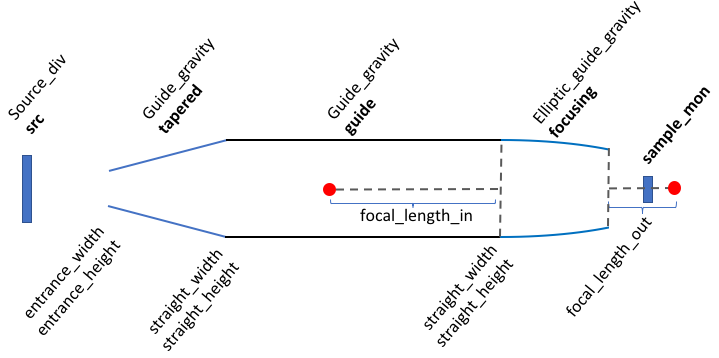 Source_div
src
Guide_gravity
tapered
Guide_gravity
guide
Elliptic_guide_gravity
focusing
sample_mon
focal_length_in
entrance_width
entrance_height
straight_width
straight_height
straight_width
straight_height
focal_length_out